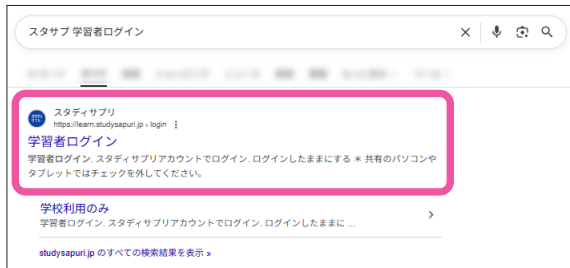 スタサプ 学習者ログイン
スタディサプリ
https://learn.studysapuri.jp › login
学習者ログイン
学習者ログイン. スタディサプリアカウントでログイン. ログインしたままにする ＊ 共有のパソコンや
タブレットではチェックを外してください。
学校利用のみ
学習者ログイン. スタディサプリアカウントでログイン. ログインしたままに ...
studysapuri.jp のすべての検索結果を表示 »